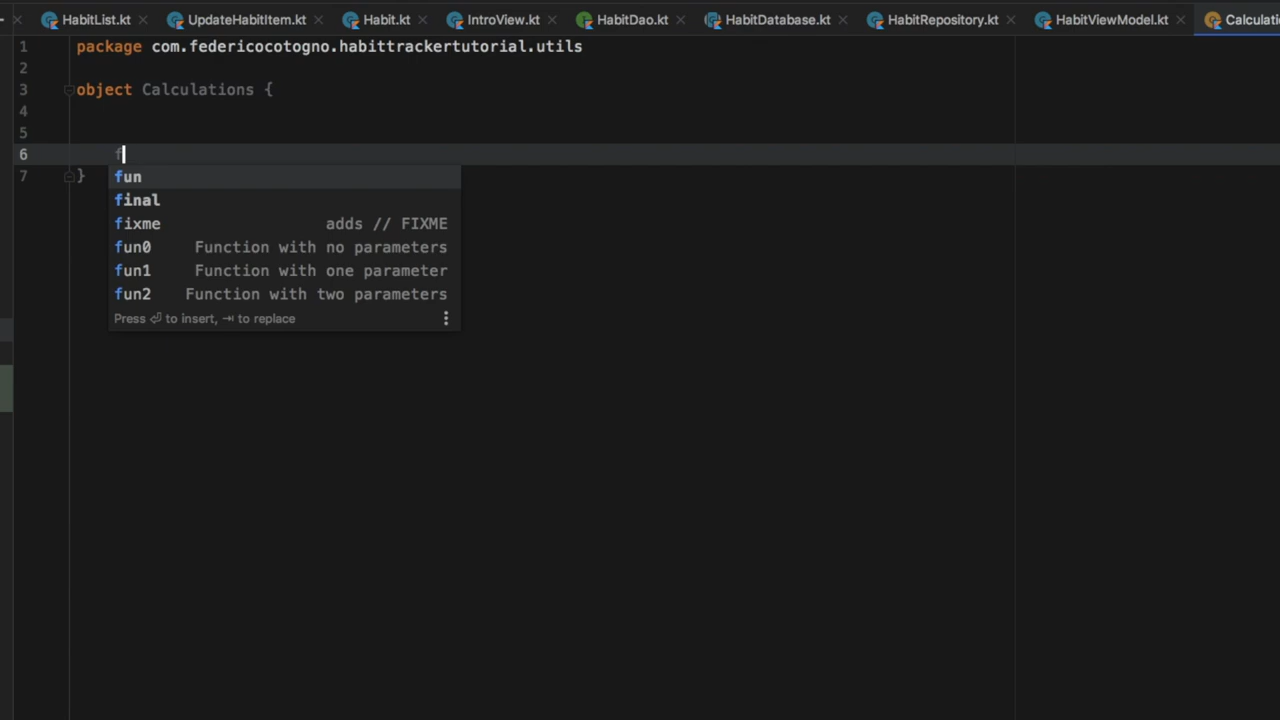 HabitList.kt UpdateHabitItem.kt Habit.kt IntroView.kt HabitDao.kt HabitDatabase.kt HabitRepository.kt HabitViewModel.kt Calculati
1 package com.federicocotogno.habittrackertutorial.utils
2
3 object Calculations {
4
5
6 f
7 }
fun
final
fixme adds // FIXME
fun0 Function with no parameters
fun1 Function with one parameter
fun2 Function with two parameters
Press ⏎ to insert, ⇥ to replace